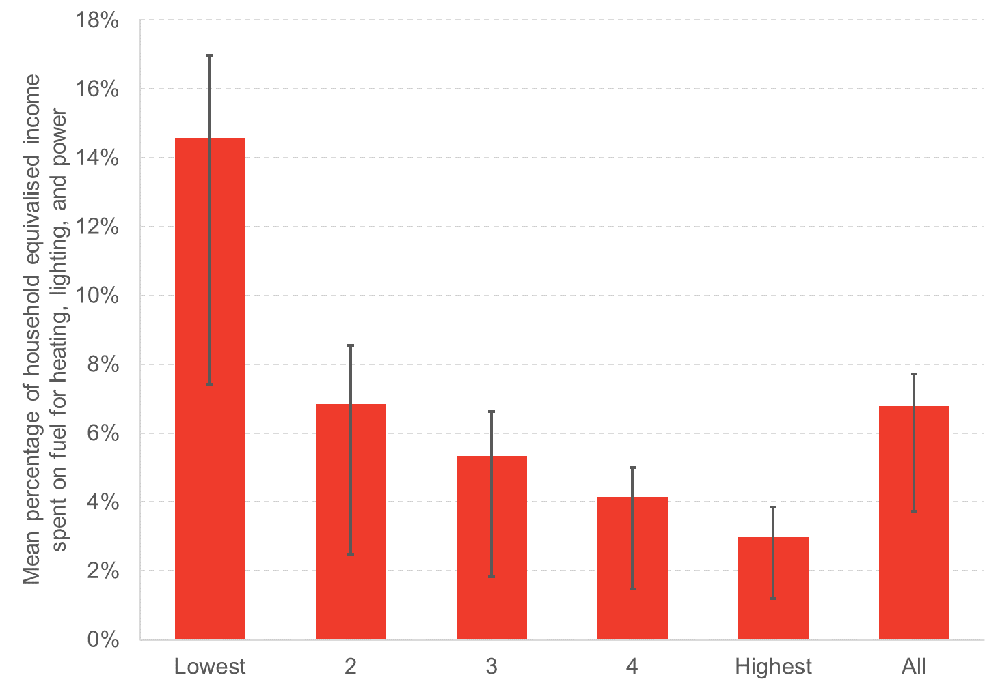 Mean percentage of household equivalised income
spent on fuel for heating, lighting, and power
18%
16%
14%
12%
10%
8%
6%
4%
2%
0%
Lowest
2
3
4
Highest
All